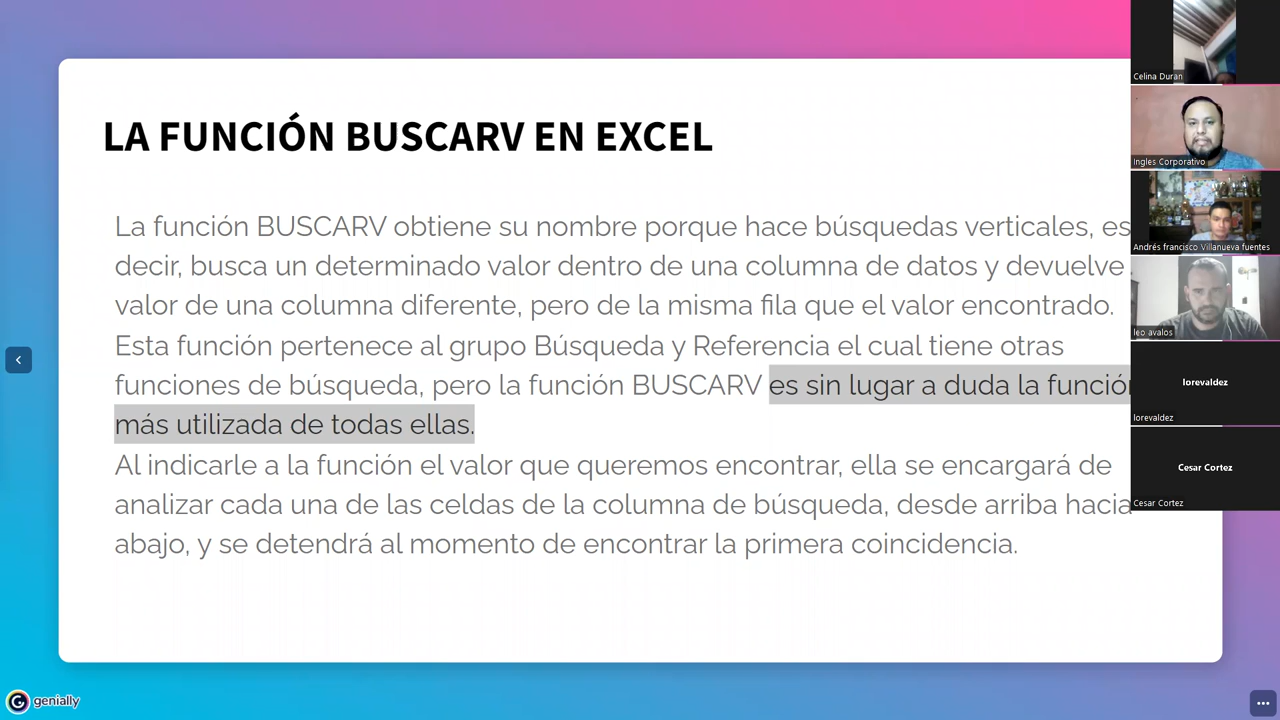 LA FUNCIÓN BUSCARV EN EXCEL
La función BUSCARV obtiene su nombre porque hace búsquedas verticales, es
decir, busca un determinado valor dentro de una columna de datos y devuelve
valor de una columna diferente, pero de la misma fila que el valor encontrado.
Esta función pertenece al grupo Búsqueda y Referencia el cual tiene otras
funciones de búsqueda, pero la función BUSCARV es sin lugar a duda la función
más utilizada de todas ellas.
Al indicarle a la función el valor que queremos encontrar, ella se encargará de
analizar cada una de las celdas de la columna de búsqueda, desde arriba hacia
abajo, y se detendrá al momento de encontrar la primera coincidencia.
genially
Celina Duran
Ingles Corporativo
Andrés francisco Villanueva fuentes
leo avalos
lorevaldez
lorevaldez
Cesar Cortez
Cesar Cortez